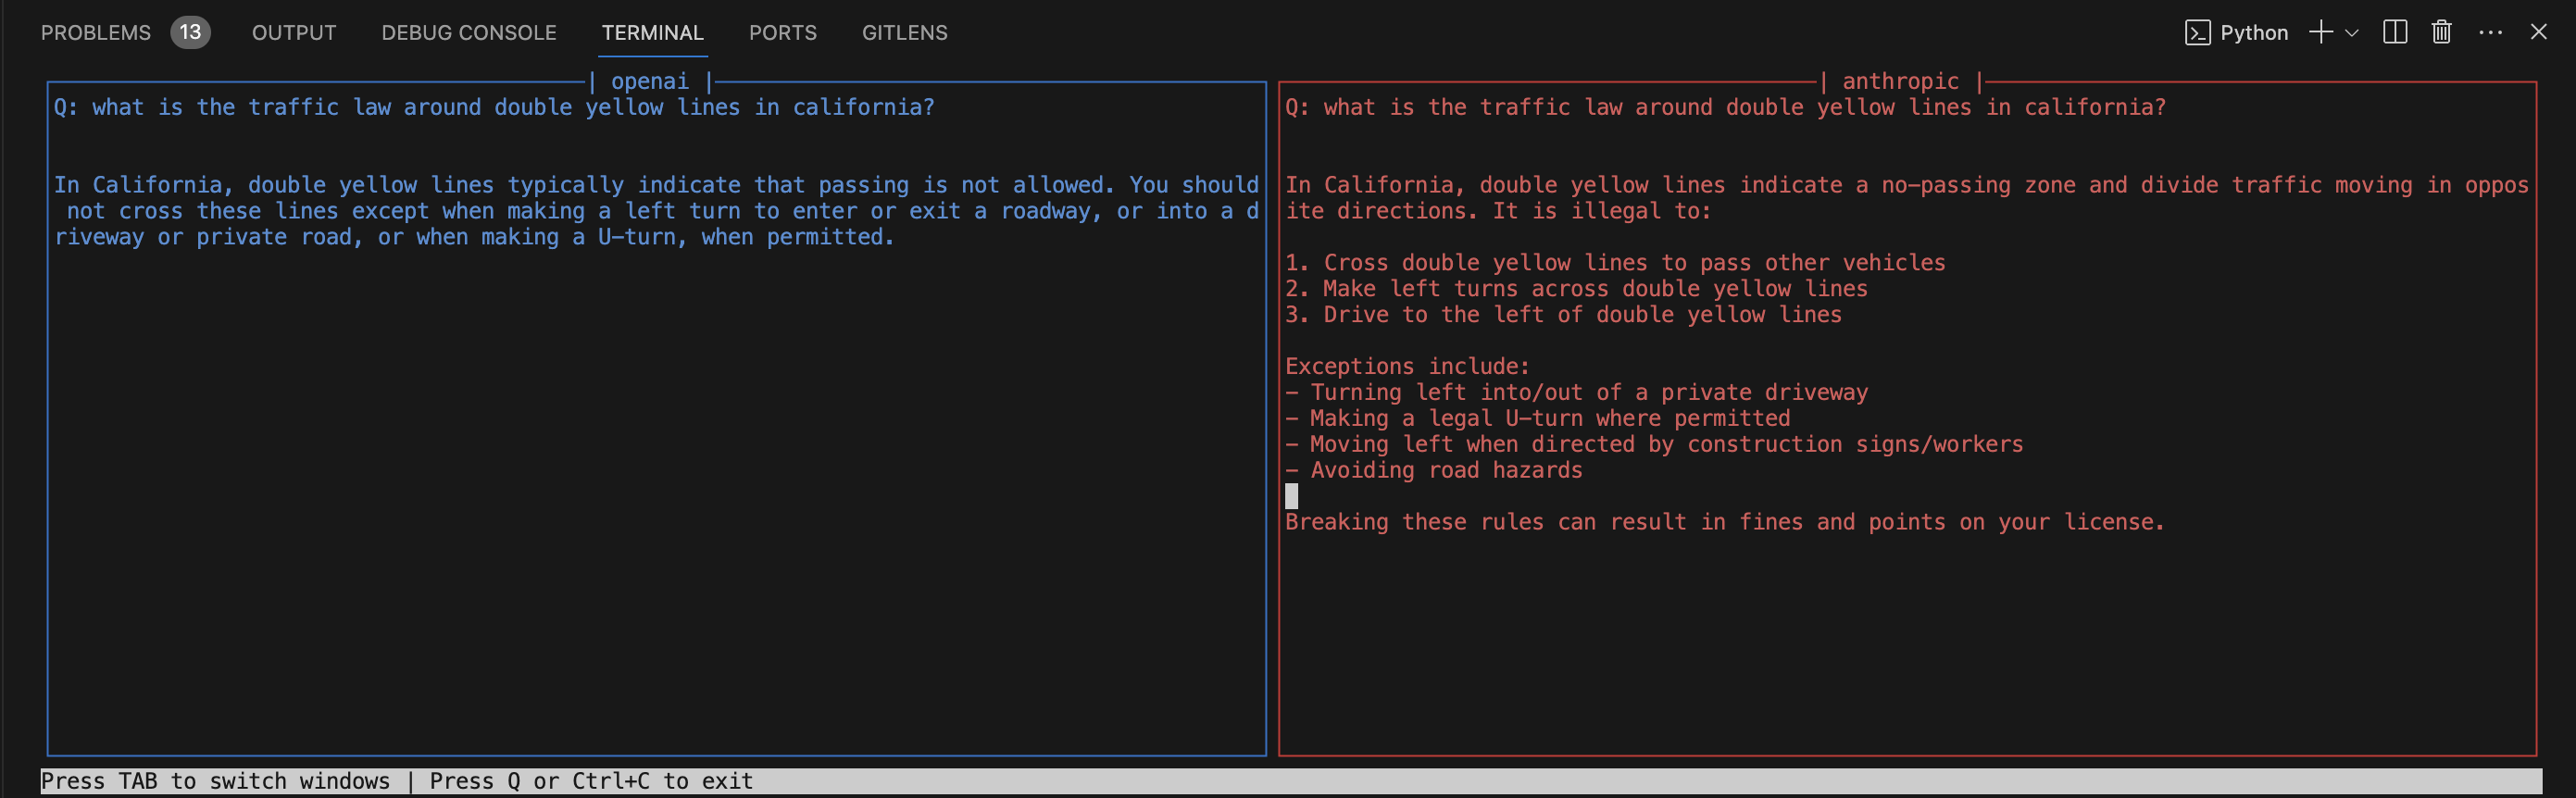 PROBLEMS 13 OUTPUT DEBUG CONSOLE TERMINAL PORTS GITLENS Python
| openai |
Q: what is the traffic law around double yellow lines in california?
In California, double yellow lines typically indicate that passing is not allowed. You should
not cross these lines except when making a left turn to enter or exit a roadway, or into a d
riveway or private road, or when making a U-turn, when permitted.
| anthropic |
Q: what is the traffic law around double yellow lines in california?
In California, double yellow lines indicate a no-passing zone and divide traffic moving in oppos
ite directions. It is illegal to:
1. Cross double yellow lines to pass other vehicles
2. Make left turns across double yellow lines
3. Drive to the left of double yellow lines
Exceptions include:
- Turning left into/out of a private driveway
- Making a legal U-turn where permitted
- Moving left when directed by construction signs/workers
- Avoiding road hazards
Breaking these rules can result in fines and points on your license.
Press TAB to switch windows | Press Q or Ctrl+C to exit